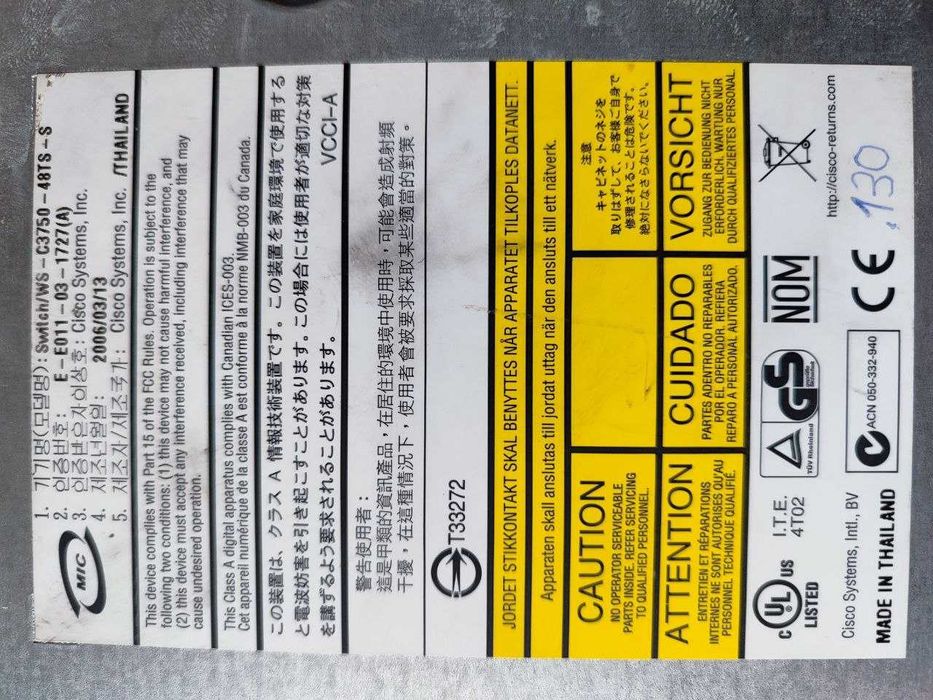 MIC
1. 기기명(모델명): Switch/WS-C3750-48TS-S
2. 인증번호: E-E011-03-1727(A)
3. 인증받은자의상호: Cisco Systems, Inc.
4. 제조년월일: 2006/03/13
5. 제조자/제조국가: Cisco Systems, Inc. /THAILAND
This device complies with Part 15 of the FCC Rules. Operation is subject to the
following two conditions: (1) this device may not cause harmful interference, and
(2) this device must accept any interference received, including interference that may
cause undesired operation.
This Class A digital apparatus complies with Canadian ICES-003.
Cet appareil numérique de la classe A est conforme à la norme NMB-003 du Canada.
この装置は、クラス A 情報技術装置です。この装置を家庭環境で使用する
と電波妨害を引き起こすことがあります。この場合には使用者が適切な対策
を講ずるよう要求されることがあります。 VCCI-A
警告使用者：
這是甲類的資訊產品，在居住的環境中使用時，可能會造成射頻
干擾，在這種情況下，使用者會被要求採取某些適當的對策。
T33272
JORDET STIKKONTAKT SKAL BENYTTES NÅR APPARATET TILKOPLES DATANETT.
Apparaten skall anslutas till jordat uttag när den ansluts till ett nätverk.
CAUTION
NO OPERATOR SERVICEABLE
PARTS INSIDE. REFER SERVICING
TO QUALIFIED PERSONNEL.
注意
キャビネットのネジを
取りはずして、お客様ご自身で
修理されることは危険です。
絶対になさらないでください。
ATTENTION
ENTRETIEN ET RÉPARATIONS
INTERNES NE SONT AUTORISÉS QU'AU
PERSONNEL TECHNIQUE QUALIFIÉ.
CUIDADO
PARTES ADENTRO NO REPARABLES
POR EL OPERADOR. REFIERA
REPARO A PERSONAL AUTORIZADO.
VORSICHT
ZUGANG ZUR BEDIENUNG NICHT
ERFORDERLICH. WARTUNG NUR
DURCH QUALIFIZIERTES PERSONAL.
c UL US
LISTED
I.T.E.
4T02
TÜV Rheinland
GS
geprüfte
Sicherheit
NOM
http://cisco-returns.com
Cisco Systems, Intl., BV
MADE IN THAILAND
ACN 050-332-940
CE
130